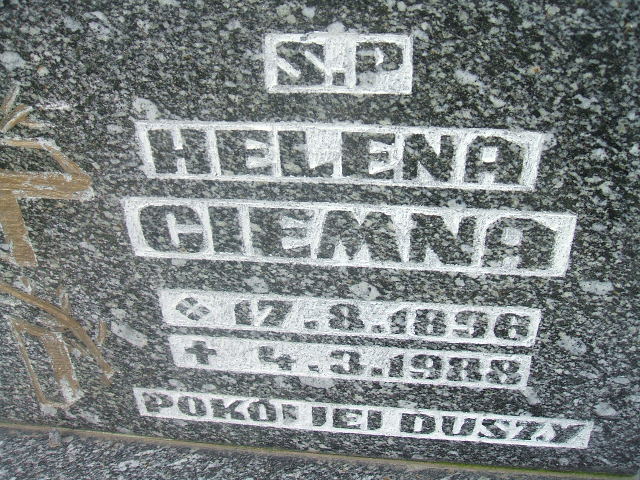 S.P
HELENA
CIEMNA
17.8.1896
4.3.1988
POKÓJ JEJ DUSZY